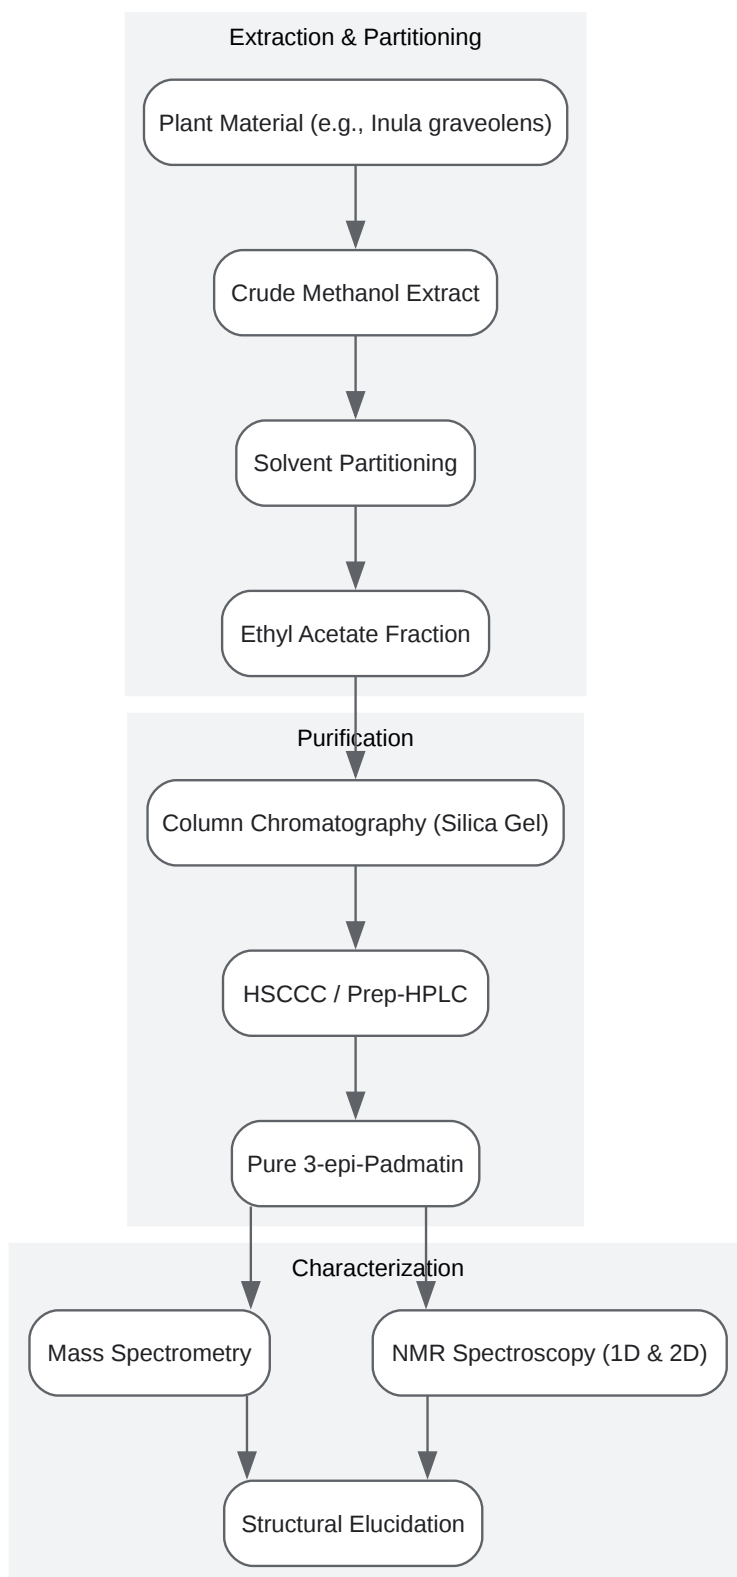 Extraction & Partitioning
Plant Material (e.g., Inula graveolens)
Crude Methanol Extract
Solvent Partitioning
Ethyl Acetate Fraction
Purification
Column Chromatography (Silica Gel)
HSCCC / Prep-HPLC
Pure 3-epi-Padmatin
Characterization
Mass Spectrometry
NMR Spectroscopy (1D & 2D)
Structural Elucidation